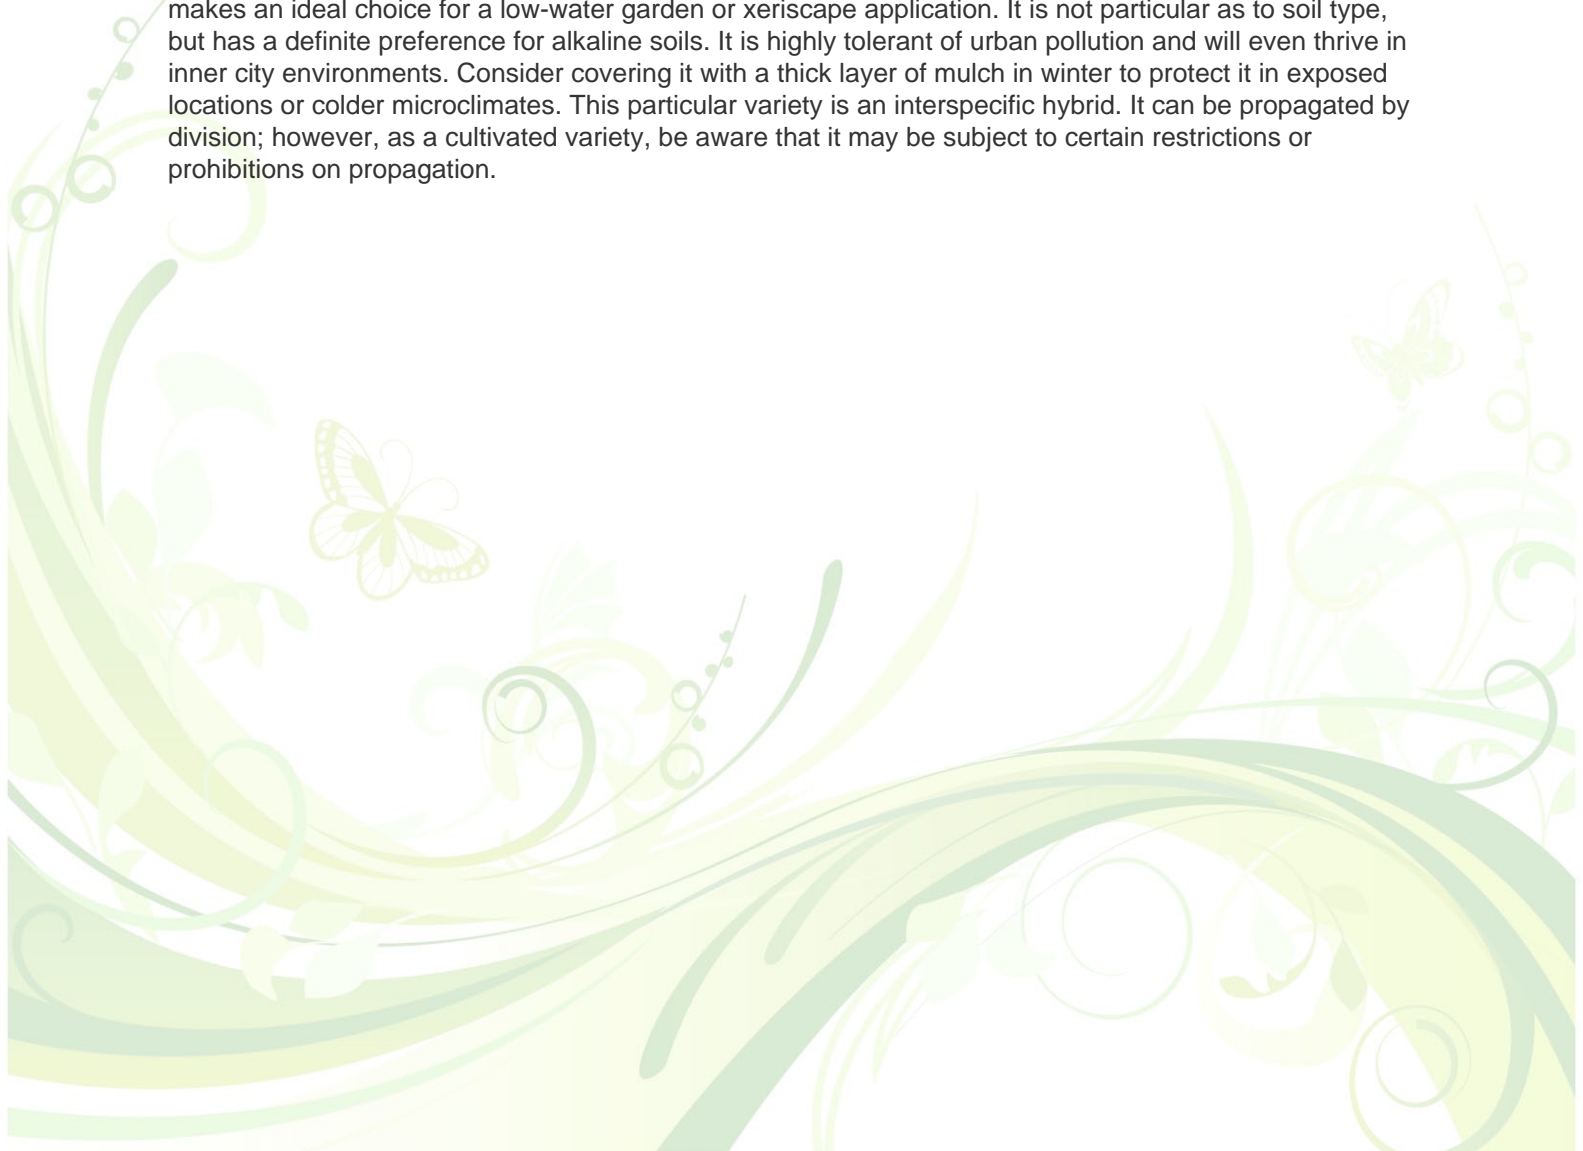 makes an ideal choice for a low-water garden or xeriscape application. It is not particular as to soil type,
but has a definite preference for alkaline soils. It is highly tolerant of urban pollution and will even thrive in
inner city environments. Consider covering it with a thick layer of mulch in winter to protect it in exposed
locations or colder microclimates. This particular variety is an interspecific hybrid. It can be propagated by
division; however, as a cultivated variety, be aware that it may be subject to certain restrictions or
prohibitions on propagation.